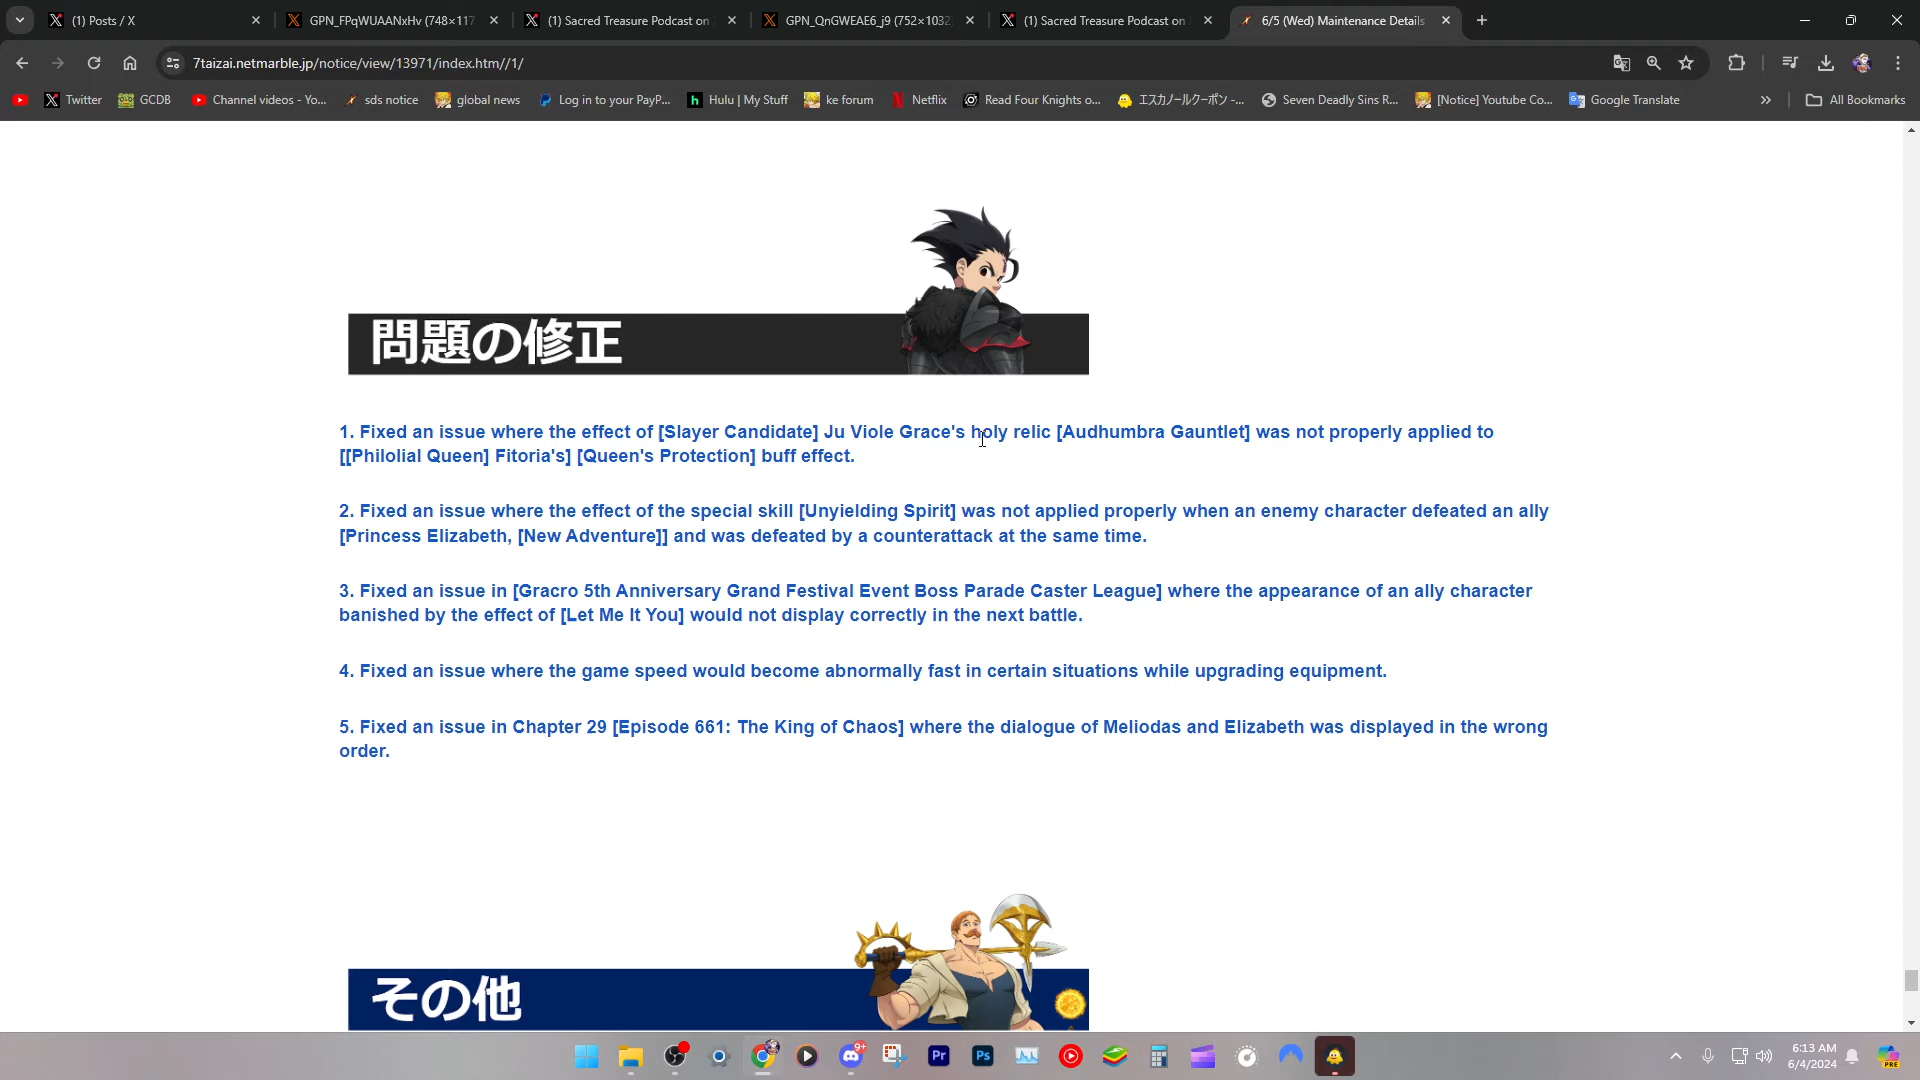 (1) Posts / X
GPN_FPqWUAANxHv (748×117
(1) Sacred Treasure Podcast on
GPN_QnGWEAE6_j9 (752×1032
(1) Sacred Treasure Podcast on
6/5 (Wed) Maintenance Details
7taizai.netmarble.jp/notice/view/13971/index.htm//1/
Twitter
GCDB
Channel videos - Yo...
sds notice
global news
Log in to your PayP...
Hulu | My Stuff
ke forum
Netflix
Read Four Knights o...
エスカノールクーポン -...
Seven Deadly Sins R...
[Notice] Youtube Co...
Google Translate
All Bookmarks
問題の修正
1. Fixed an issue where the effect of [Slayer Candidate] Ju Viole Grace's holy relic [Audhumbra Gauntlet] was not properly applied to
[[Philolial Queen] Fitoria's] [Queen's Protection] buff effect.
2. Fixed an issue where the effect of the special skill [Unyielding Spirit] was not applied properly when an enemy character defeated an ally
[Princess Elizabeth, [New Adventure]] and was defeated by a counterattack at the same time.
3. Fixed an issue in [Gracro 5th Anniversary Grand Festival Event Boss Parade Caster League] where the appearance of an ally character
banished by the effect of [Let Me It You] would not display correctly in the next battle.
4. Fixed an issue where the game speed would become abnormally fast in certain situations while upgrading equipment.
5. Fixed an issue in Chapter 29 [Episode 661: The King of Chaos] where the dialogue of Meliodas and Elizabeth was displayed in the wrong
order.
その他
9+
Pr
Ps
6:13 AM
6/4/2024
PRE